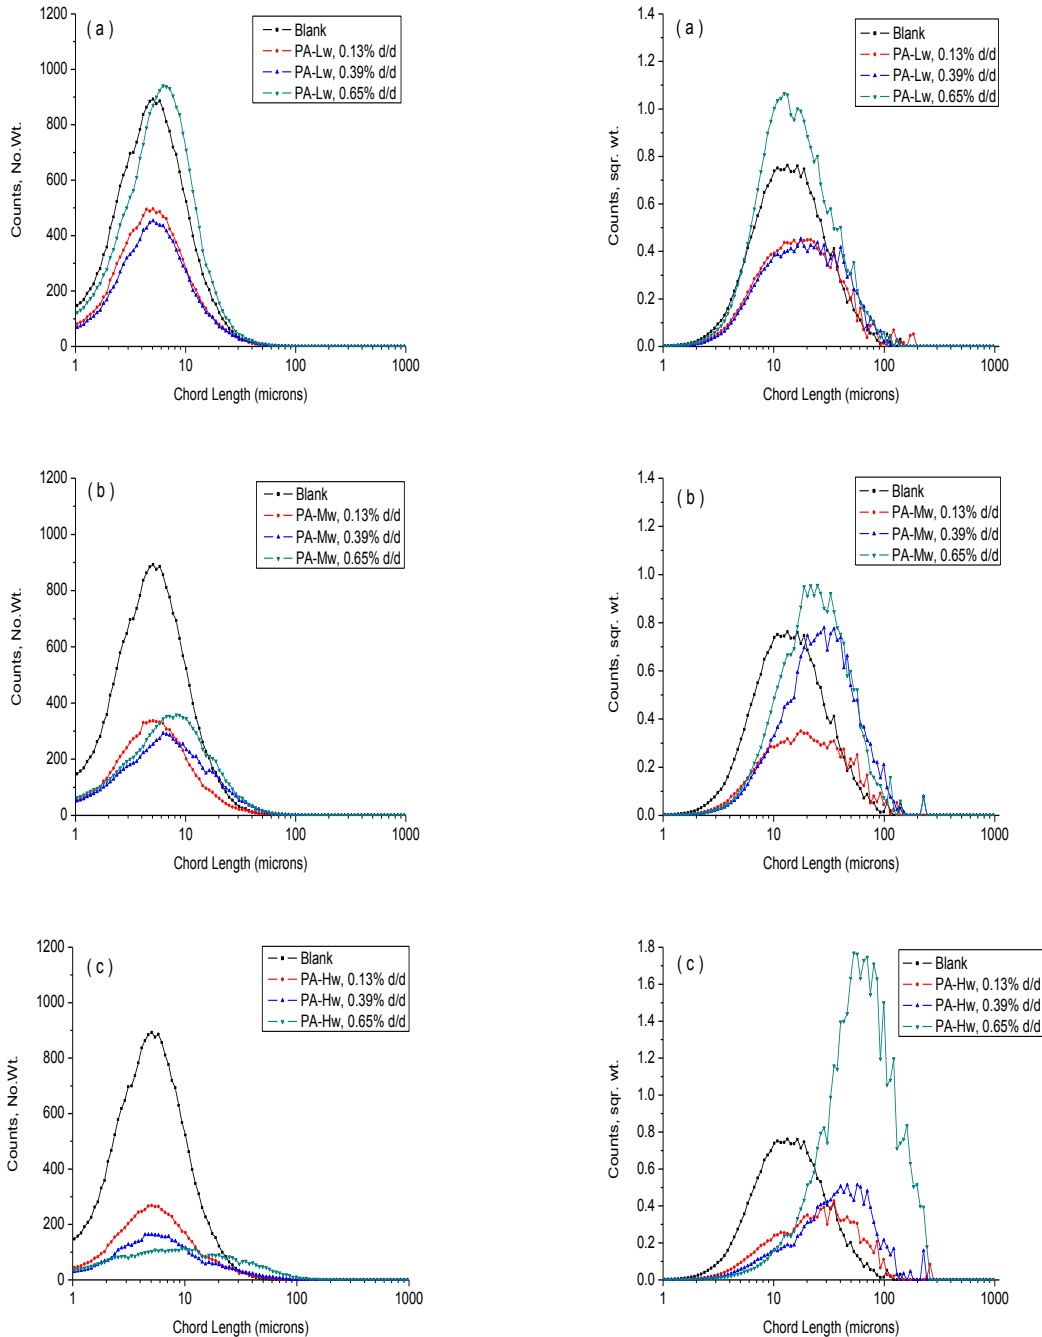 ( a )
Blank
PA-Lw, 0.13% d/d
PA-Lw, 0.39% d/d
PA-Lw, 0.65% d/d
1200
1000
800
600
400
200
0
Counts, No.Wt.
1 10 100 1000
Chord Length (microns)
( a )
Blank
PA-Lw, 0.13% d/d
PA-Lw, 0.39% d/d
PA-Lw, 0.65% d/d
1.4
1.2
1.0
0.8
0.6
0.4
0.2
0.0
Counts, sqr. wt.
1 10 100 1000
Chord Length (microns)
( b )
Blank
PA-Mw, 0.13% d/d
PA-Mw, 0.39% d/d
PA-Mw, 0.65% d/d
1200
1000
800
600
400
200
0
Counts, No.Wt.
1 10 100 1000
Chord Length (microns)
( b )
Blank
PA-Mw, 0.13% d/d
PA-Mw, 0.39% d/d
PA-Mw, 0.65% d/d
1.4
1.2
1.0
0.8
0.6
0.4
0.2
0.0
Counts, sqr. wt.
1 10 100 1000
Chord Length (microns)
(c)
Blank
PA-Hw, 0.13% d/d
PA-Hw, 0.39% d/d
PA-Hw, 0.65% d/d
1200
1000
800
600
400
200
0
Counts, No.Wt.
1 10 100 1000
Chord Length (microns)
(c)
Blank
PA-Hw, 0.13% d/d
PA-Hw, 0.39% d/d
PA-Hw, 0.65% d/d
1.8
1.6
1.4
1.2
1.0
0.8
0.6
0.4
0.2
0.0
Counts, sqr. wt.
1 10 100 1000
Chord Length (microns)